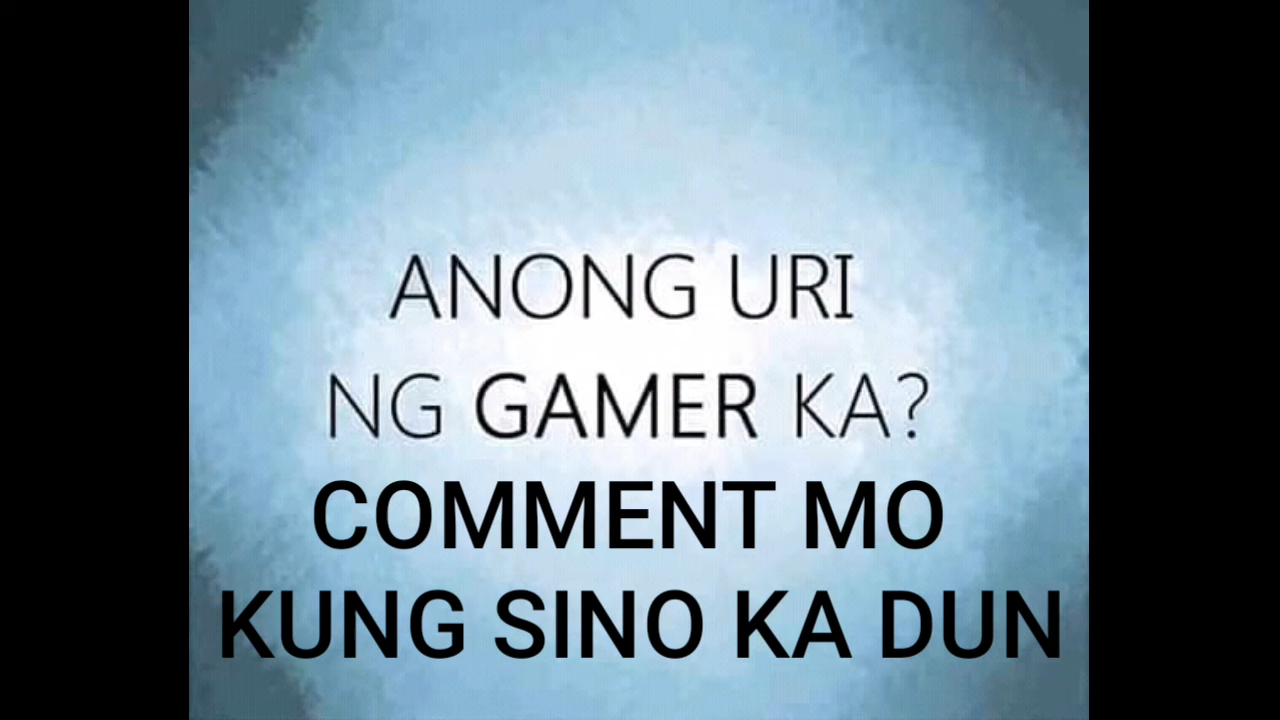 ANONG URI
NG GAMER KA?
COMMENT MO
KUNG SINO KA DUN